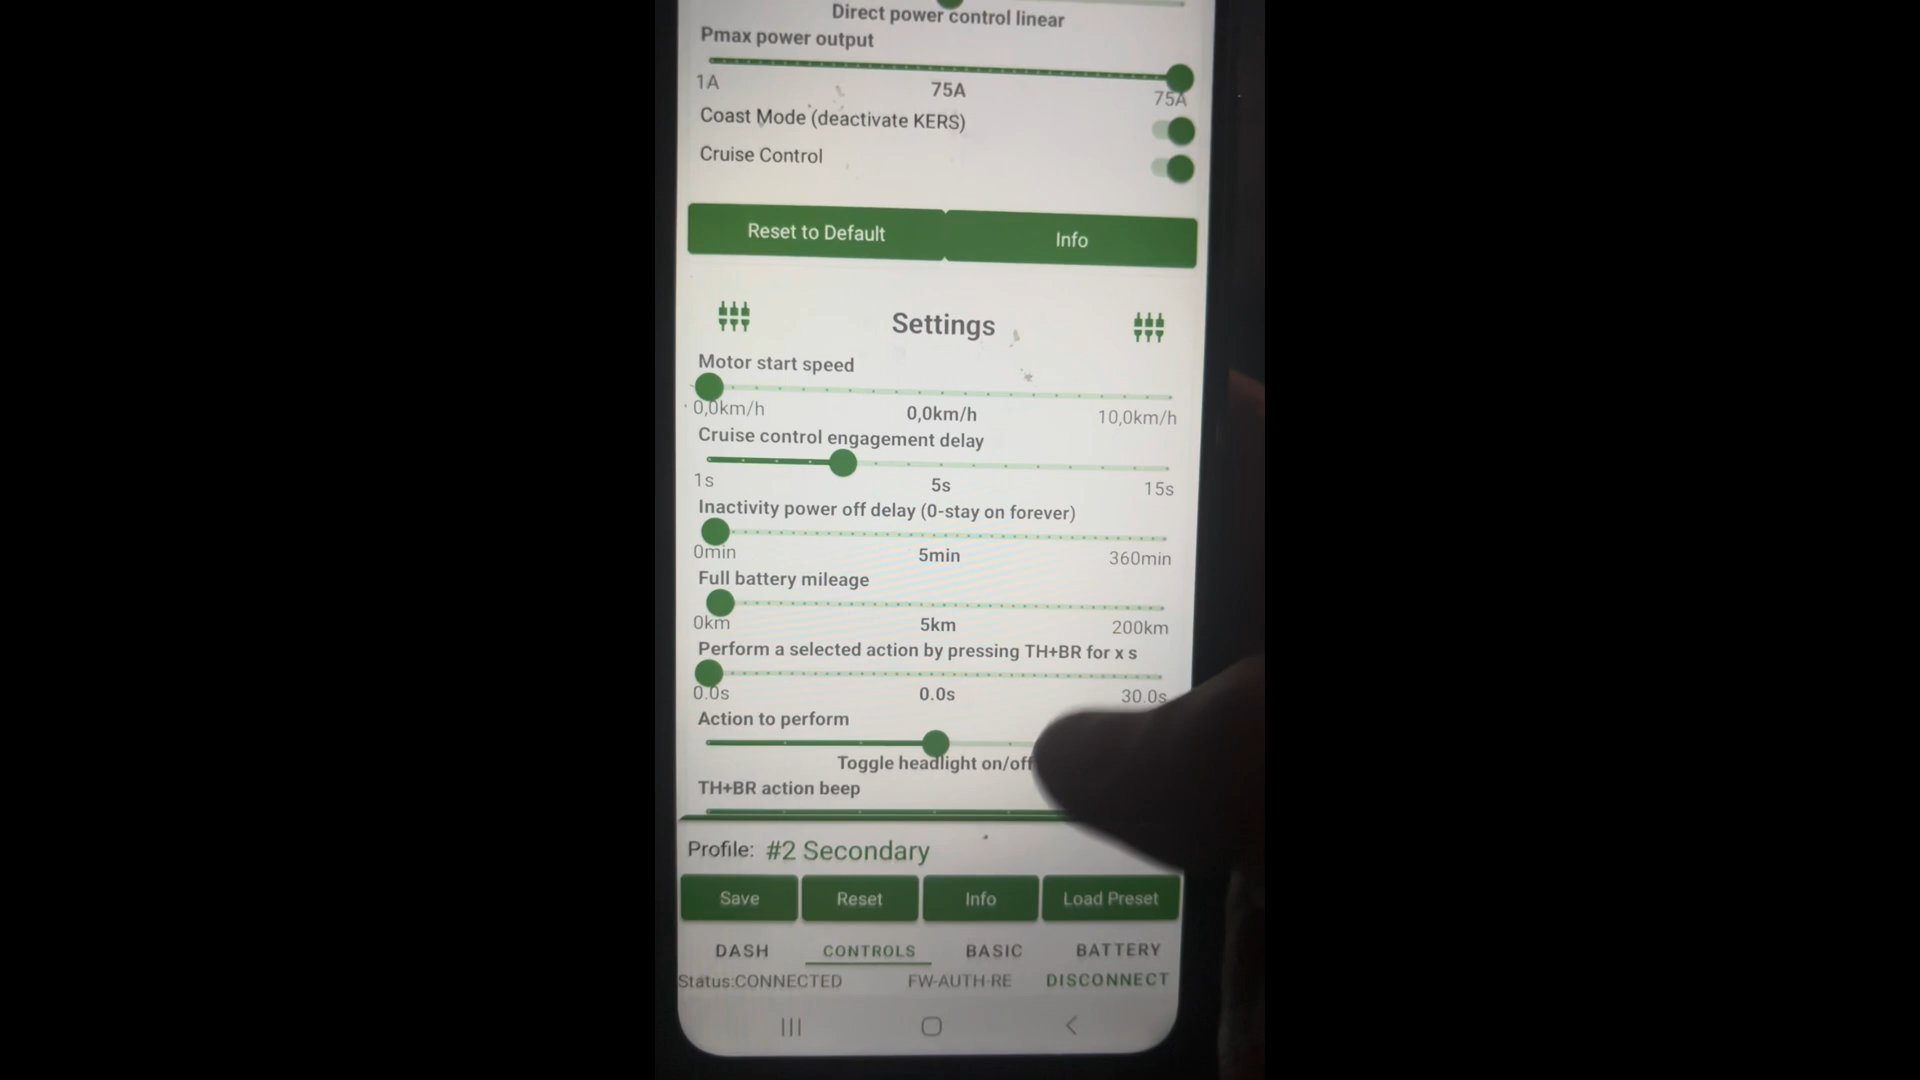 Direct power control linear
Pmax power output
1A 75A 75A
Coast Mode (deactivate KERS)
Cruise Control
Reset to Default Info
Settings
Motor start speed
0,0km/h 0,0km/h 10,0km/h
Cruise control engagement delay
1s 5s 15s
Inactivity power off delay (0-stay on forever)
0min 5min 360min
Full battery mileage
0km 5km 200km
Perform a selected action by pressing TH+BR for x s
0.0s 0.0s 30.0s
Action to perform
Toggle headlight on/off
TH+BR action beep
Profile: #2 Secondary
Save Reset Info Load Preset
DASH CONTROLS BASIC BATTERY
Status:CONNECTED FW-AUTH-RE DISCONNECT